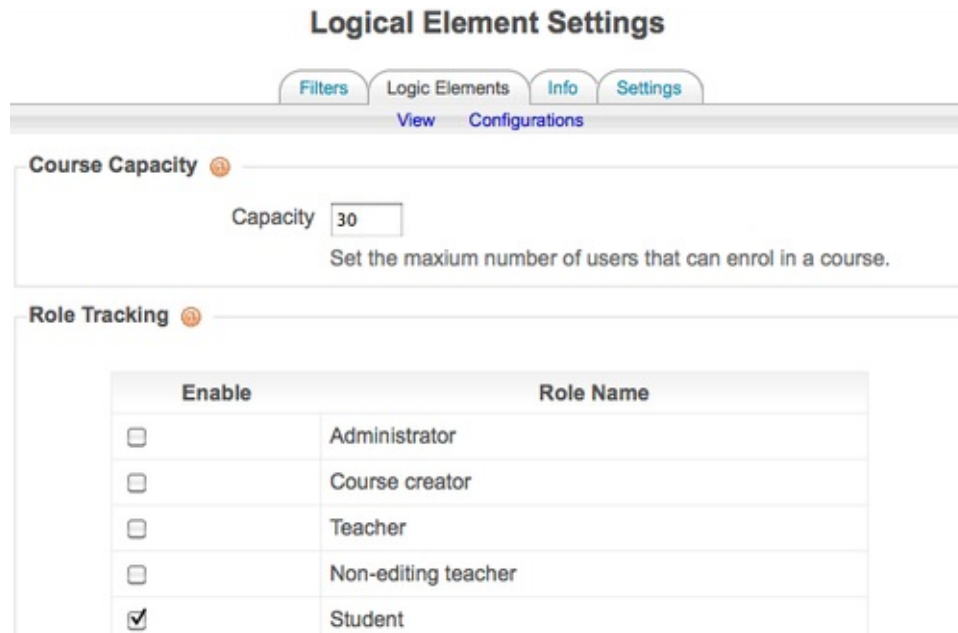 Logical Element Settings
Filters Logic Elements Info Settings
View Configurations
Course Capacity
Capacity 30
Set the maxium number of users that can enrol in a course.
Role Tracking
Enable Role Name
Administrator
Course creator
Teacher
Non-editing teacher
Student